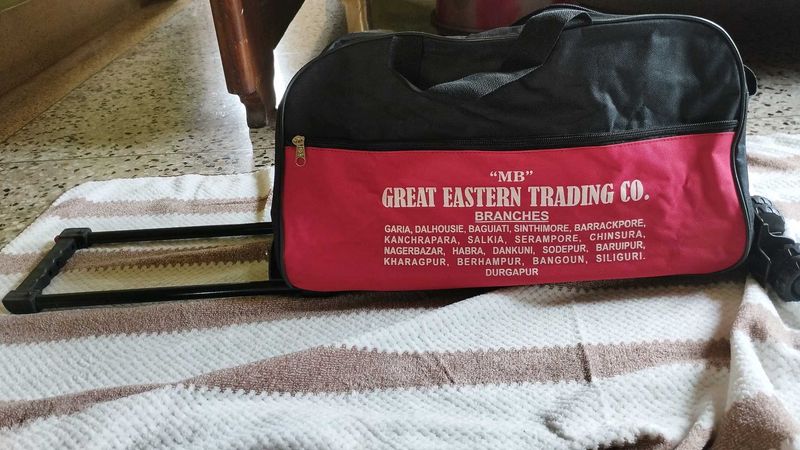 "MB"
GREAT EASTERN TRADING CO.
BRANCHES
GARIA, DALHOUSIE, BAGUIATI, SINTHIMORE, BARRACKPORE,
KANCHRAPARA, SALKIA, SERAMPORE, CHINSURA,
NAGERBAZAR, HABRA, DANKUNI, SODEPUR, BARUIPUR,
KHARAGPUR, BERHAMPUR, BANGOUN, SILIGURI.
DURGAPUR